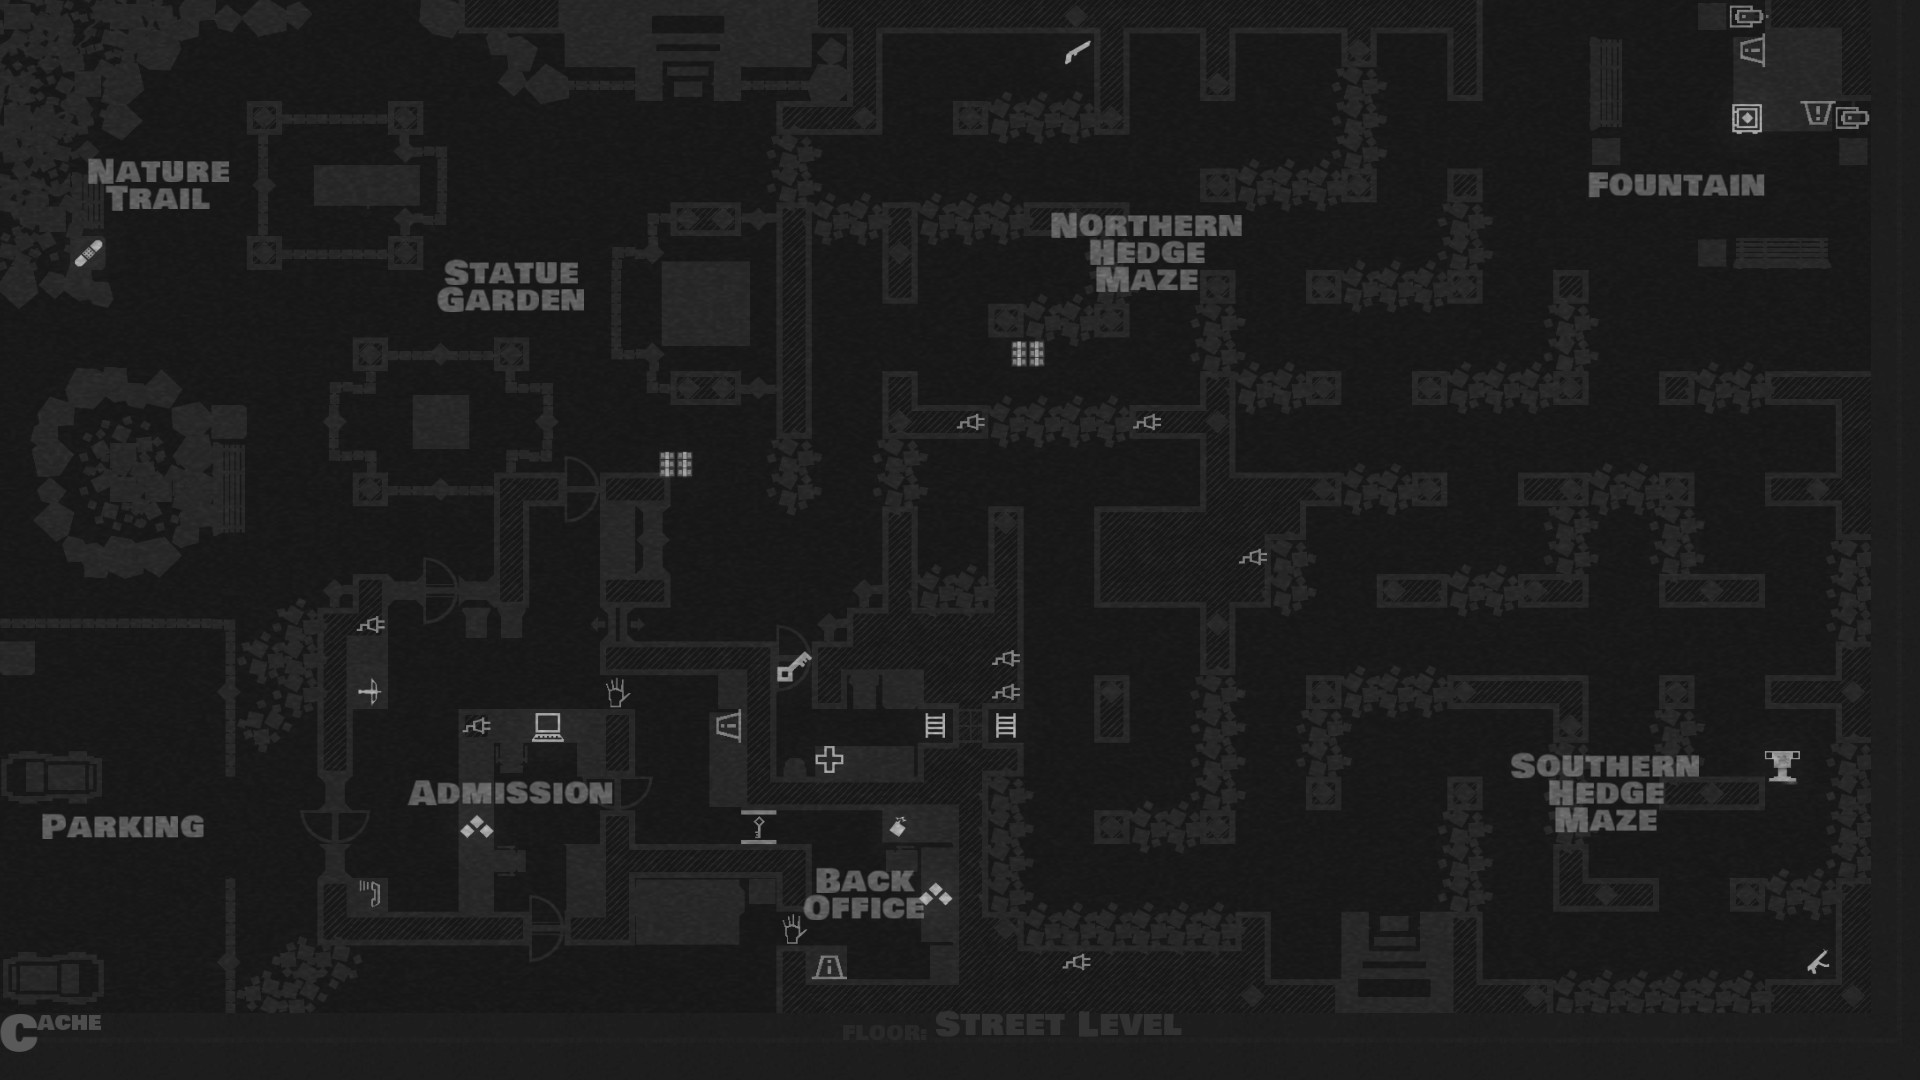 NATURE
TRAIL
FOUNTAIN
NORTHERN
HEDGE
MAZE
STATUE
GARDEN
SOUTHERN
HEDGE
MAZE
ADMISSION
PARKING
BACK
OFFICE
CACHE
FLOOR: STREET LEVEL